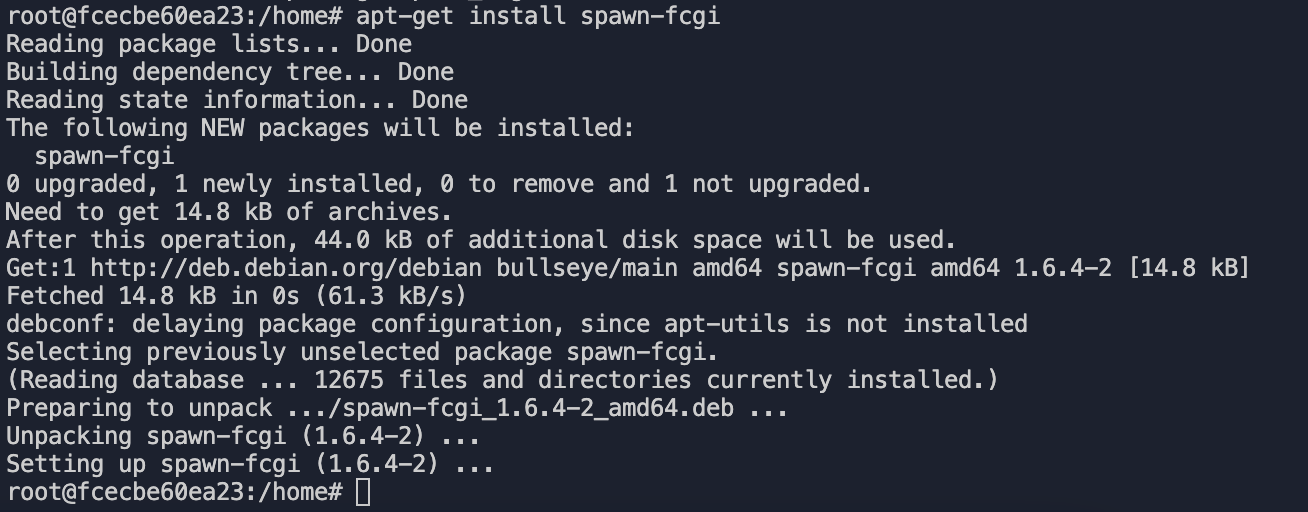 root@fcecbe60ea23:/home# apt-get install spawn-fcgi
Reading package lists... Done
Building dependency tree... Done
Reading state information... Done
The following NEW packages will be installed:
  spawn-fcgi
0 upgraded, 1 newly installed, 0 to remove and 1 not upgraded.
Need to get 14.8 kB of archives.
After this operation, 44.0 kB of additional disk space will be used.
Get:1 http://deb.debian.org/debian bullseye/main amd64 spawn-fcgi amd64 1.6.4-2 [14.8 kB]
Fetched 14.8 kB in 0s (61.3 kB/s)
debconf: delaying package configuration, since apt-utils is not installed
Selecting previously unselected package spawn-fcgi.
(Reading database ... 12675 files and directories currently installed.)
Preparing to unpack .../spawn-fcgi_1.6.4-2_amd64.deb ...
Unpacking spawn-fcgi (1.6.4-2) ...
Setting up spawn-fcgi (1.6.4-2) ...
root@fcecbe60ea23:/home#